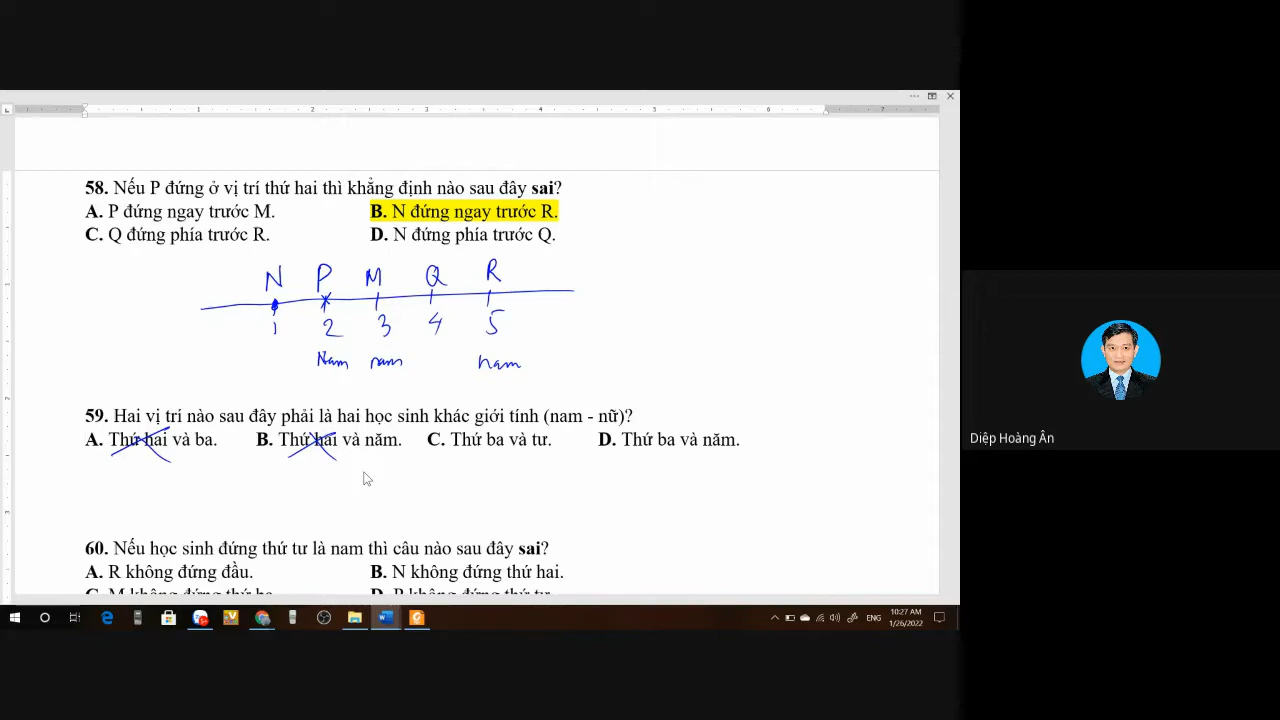 58. Nếu P đứng ở vị trí thứ hai thì khẳng định nào sau đây sai?
A. P đứng ngay trước M. B. N đứng ngay trước R.
C. Q đứng phía trước R. D. N đứng phía trước Q.
N P M Q R
1 2 3 4 5
Nam nam nam
59. Hai vị trí nào sau đây phải là hai học sinh khác giới tính (nam - nữ)?
A. Thứ hai và ba. B. Thứ hai và năm. C. Thứ ba và tư. D. Thứ ba và năm.
Diệp Hoàng Ân
60. Nếu học sinh đứng thứ tư là nam thì câu nào sau đây sai?
A. R không đứng đầu. B. N không đứng thứ hai.
ENG
10:27 AM
1/26/2022